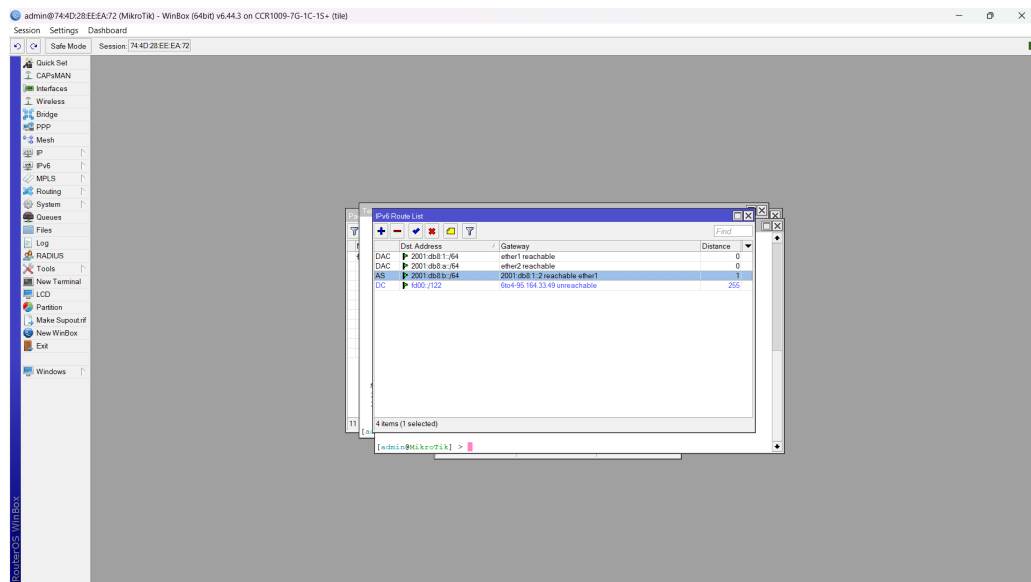 admin@74:4D:28:EE:EA:72 (MikroTik) - WinBox (64bit) v6.44.3 on CCR1009-7G-1C-1S+ (tile)
Session Settings Dashboard
Safe Mode Session: 74:4D:28:EE:EA:72
Quick Set
CAPsMAN
Interfaces
Wireless
Bridge
PPP
Mesh
IP
IPv6
MPLS
Routing
System
Queues
Files
Log
RADIUS
Tools
New Terminal
LCD
Partition
Make Supout.rif
New WinBox
Exit
Windows
RouterOS WinBox
IPv6 Route List
Find
Dst. Address / Gateway Distance
DAC 2001:db8:1::/64 ether1 reachable 0
DAC 2001:db8:a::/64 ether2 reachable 0
AS 2001:db8:b::/64 2001:db8:1::2 reachable ether1 1
DC fd00::/122 6to4-95.164.33.49 unreachable 255
4 items (1 selected)
11
[admin@MikroTik] >